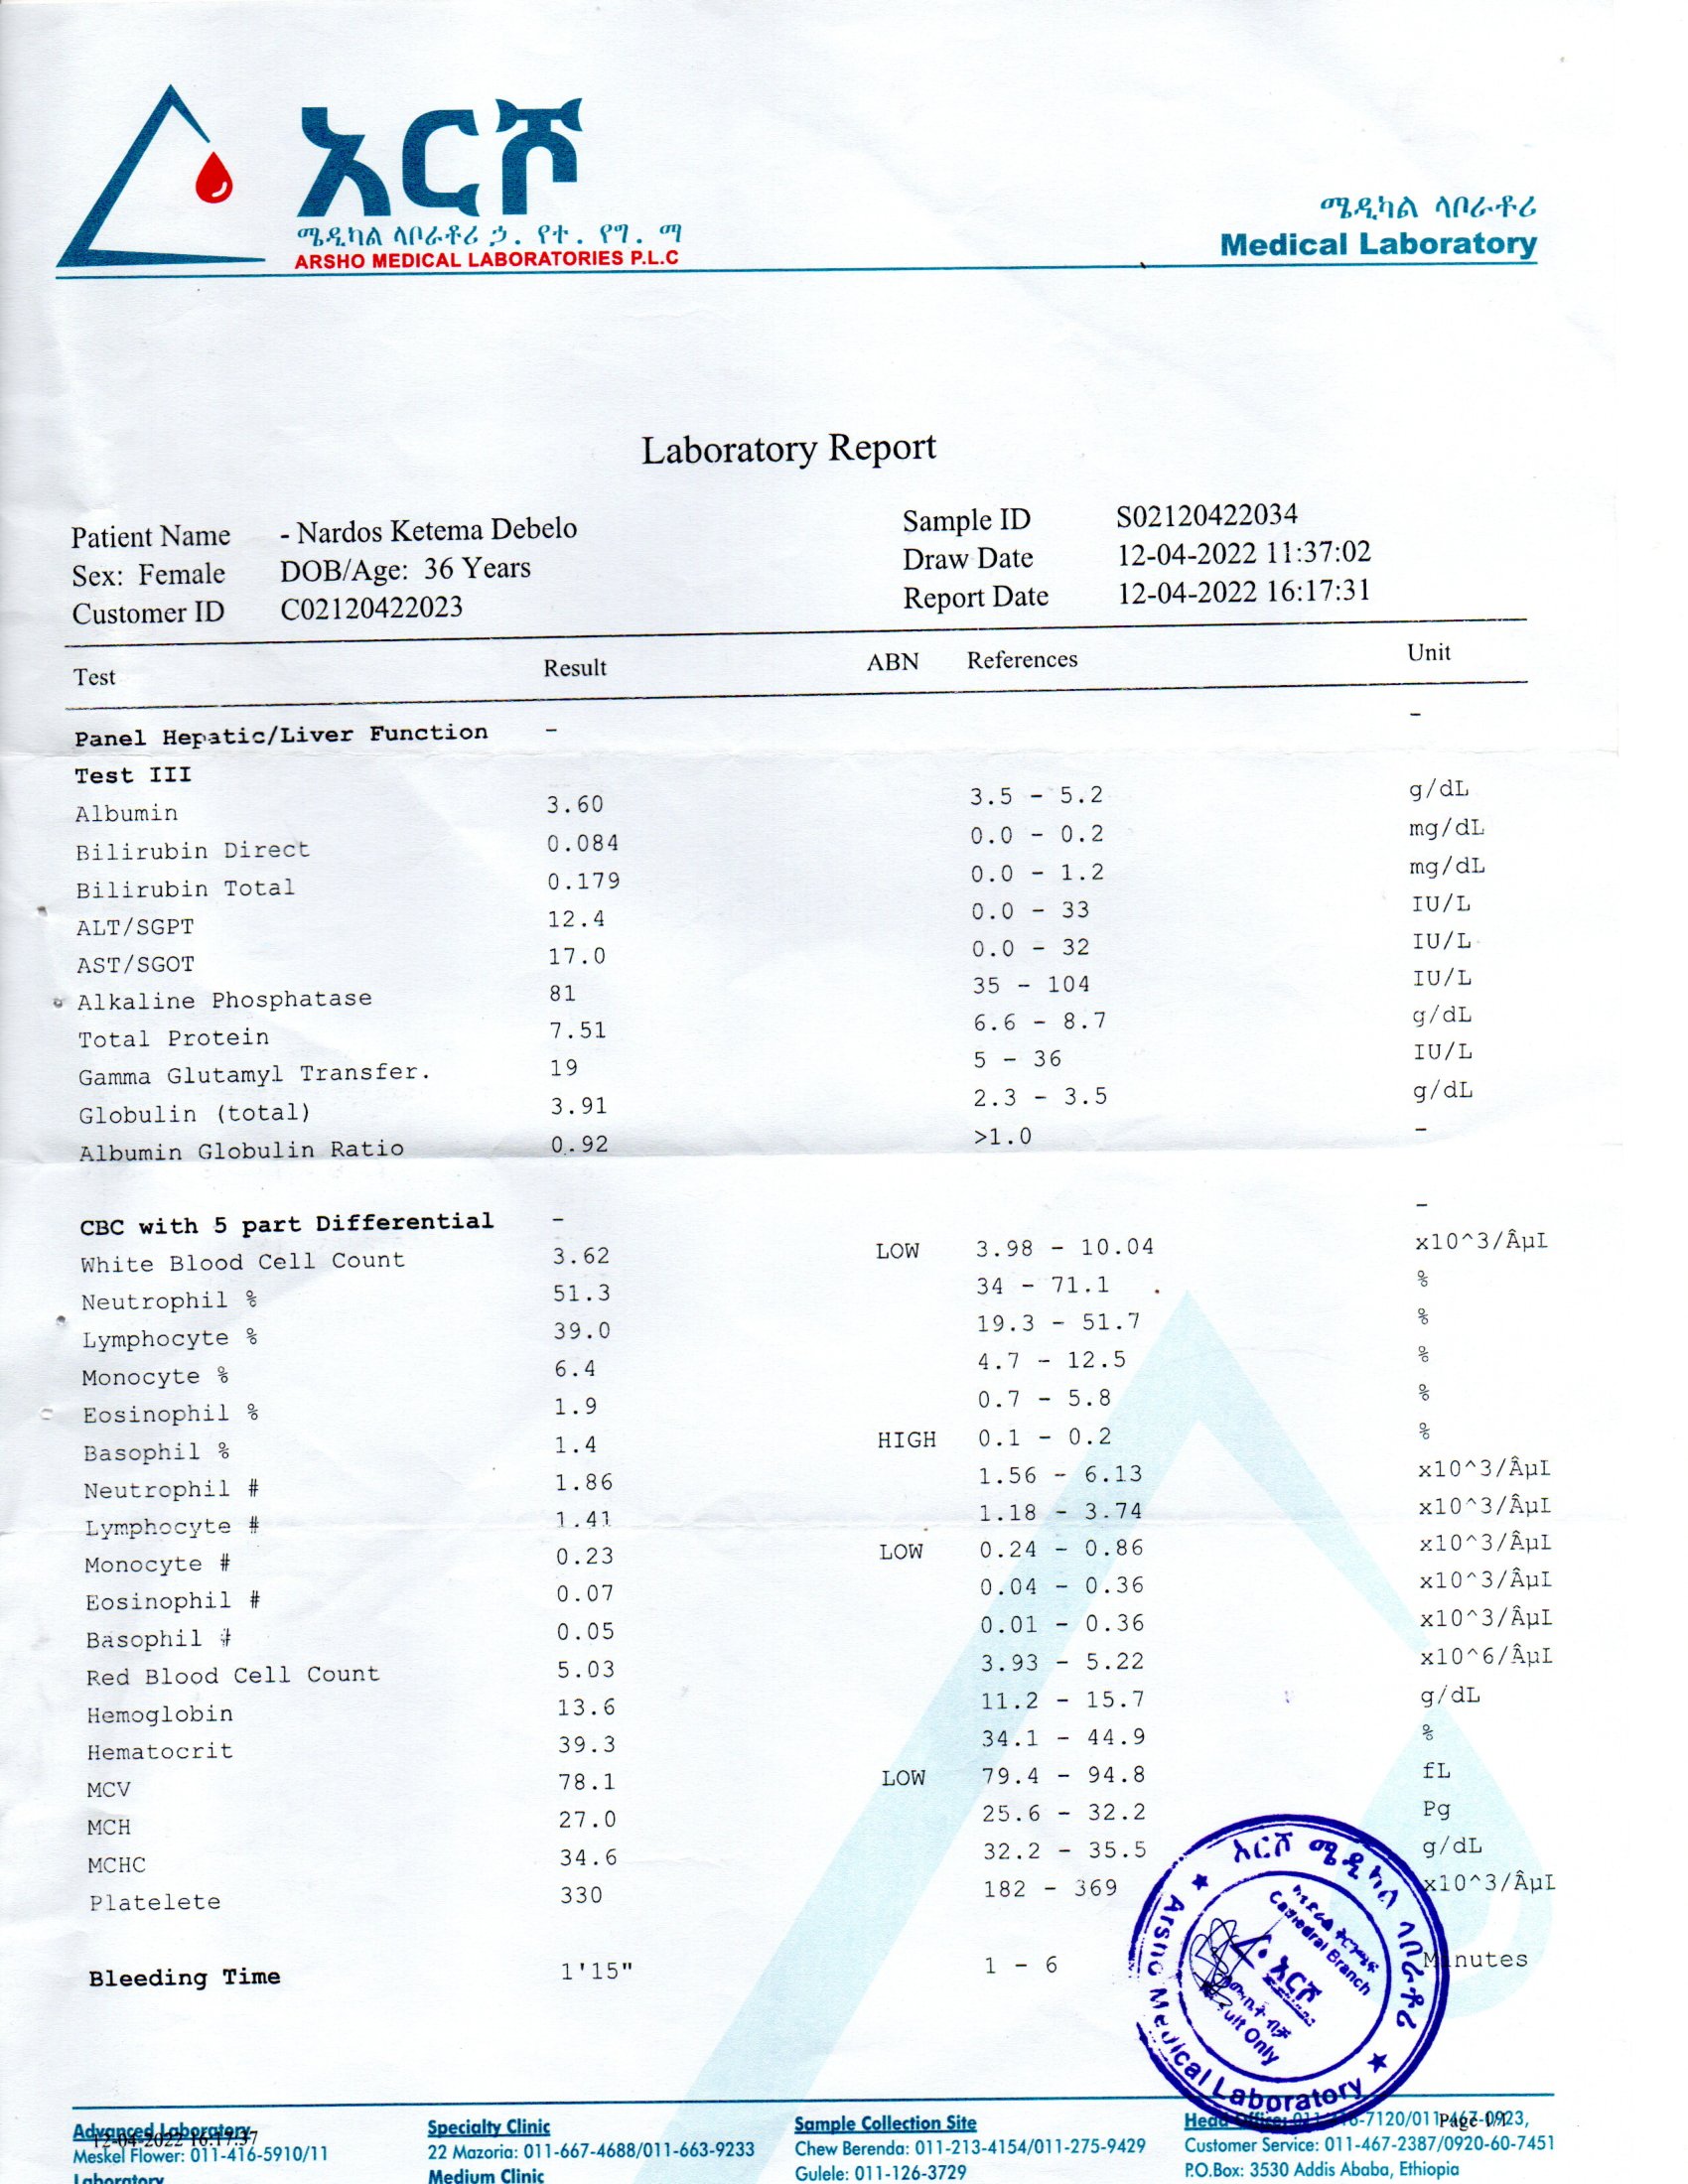 አርሾ
ሜዲካል ላቦራቶሪ ኃ. የተ. የግ. ማ
ARSHO MEDICAL LABORATORIES P.L.C
ሜዲካል ላቦራቶሪ
Medical Laboratory
Laboratory Report
Patient Name - Nardos Ketema Debelo Sample ID S02120422034
Sex: Female DOB/Age: 36 Years Draw Date 12-04-2022 11:37:02
Customer ID C02120422023 Report Date 12-04-2022 16:17:31
Test Result ABN References Unit
Panel Hepatic/Liver Function - -
Test III
Albumin 3.60 3.5 - 5.2 g/dL
Bilirubin Direct 0.084 0.0 - 0.2 mg/dL
Bilirubin Total 0.179 0.0 - 1.2 mg/dL
ALT/SGPT 12.4 0.0 - 33 IU/L
AST/SGOT 17.0 0.0 - 32 IU/L
Alkaline Phosphatase 81 35 - 104 IU/L
Total Protein 7.51 6.6 - 8.7 g/dL
Gamma Glutamyl Transfer. 19 5 - 36 IU/L
Globulin (total) 3.91 2.3 - 3.5 g/dL
Albumin Globulin Ratio 0.92 >1.0 -
CBC with 5 part Differential - -
White Blood Cell Count 3.62 LOW 3.98 - 10.04 x10^3/ÂµL
Neutrophil % 51.3 34 - 71.1 %
Lymphocyte % 39.0 19.3 - 51.7 %
Monocyte % 6.4 4.7 - 12.5 %
Eosinophil % 1.9 0.7 - 5.8 %
Basophil % 1.4 HIGH 0.1 - 0.2 %
Neutrophil # 1.86 1.56 - 6.13 x10^3/ÂµL
Lymphocyte # 1.41 1.18 - 3.74 x10^3/ÂµL
Monocyte # 0.23 LOW 0.24 - 0.86 x10^3/ÂµL
Eosinophil # 0.07 0.04 - 0.36 x10^3/ÂµL
Basophil # 0.05 0.01 - 0.36 x10^3/ÂµL
Red Blood Cell Count 5.03 3.93 - 5.22 x10^6/ÂµL
Hemoglobin 13.6 11.2 - 15.7 g/dL
Hematocrit 39.3 34.1 - 44.9 %
MCV 78.1 LOW 79.4 - 94.8 fL
MCH 27.0 25.6 - 32.2 Pg
MCHC 34.6 32.2 - 35.5 g/dL
Platelete 330 182 - 369 x10^3/ÂµL
Bleeding Time 1'15" 1 - 6 Minutes
አርሾ ሜዲካል ላቦራቶሪ
Arsho Medical Laboratory
Branch
አርሾ
Only
Advanced Laboratory
12-04-2022 16:17:37
Meskel Flower: 011-416-5910/11
Laboratory
Specialty Clinic
22 Mazoria: 011-667-4688/011-663-9233
Medium Clinic
Sample Collection Site
Chew Berenda: 011-213-4154/011-275-9429
Gulele: 011-126-3729
Head Office:
Page 1/1
Customer Service: 011-467-2387/0920-60-7451
P.O.Box: 3530 Addis Ababa, Ethiopia